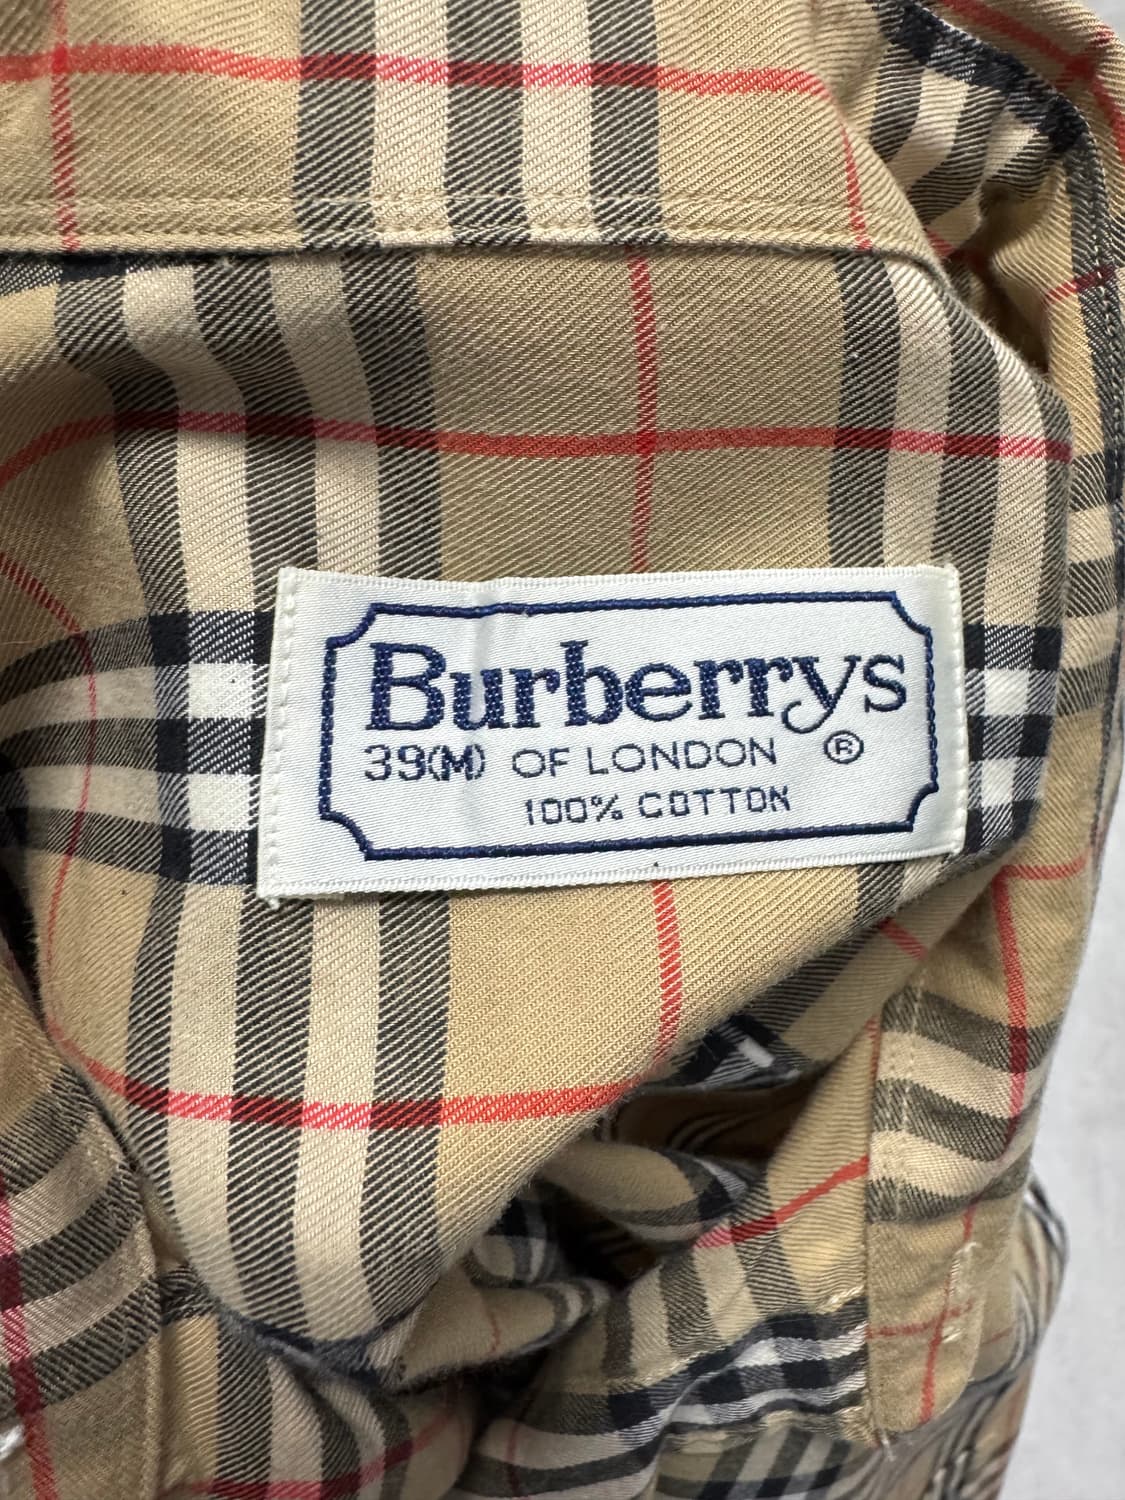 Burberrys
39(M) OF LONDON ®
100% COTTON